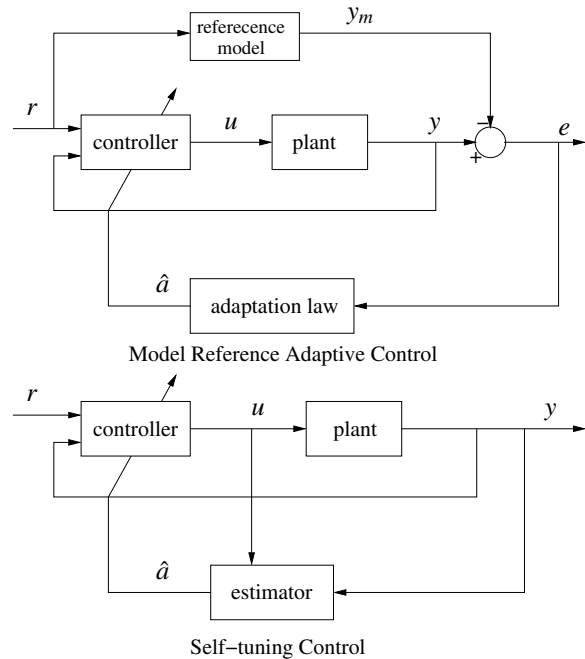 referecence
model
y_m
r
controller
u
plant
y
−
+
e
â
adaptation law
Model Reference Adaptive Control
r
controller
u
plant
y
â
estimator
Self−tuning Control